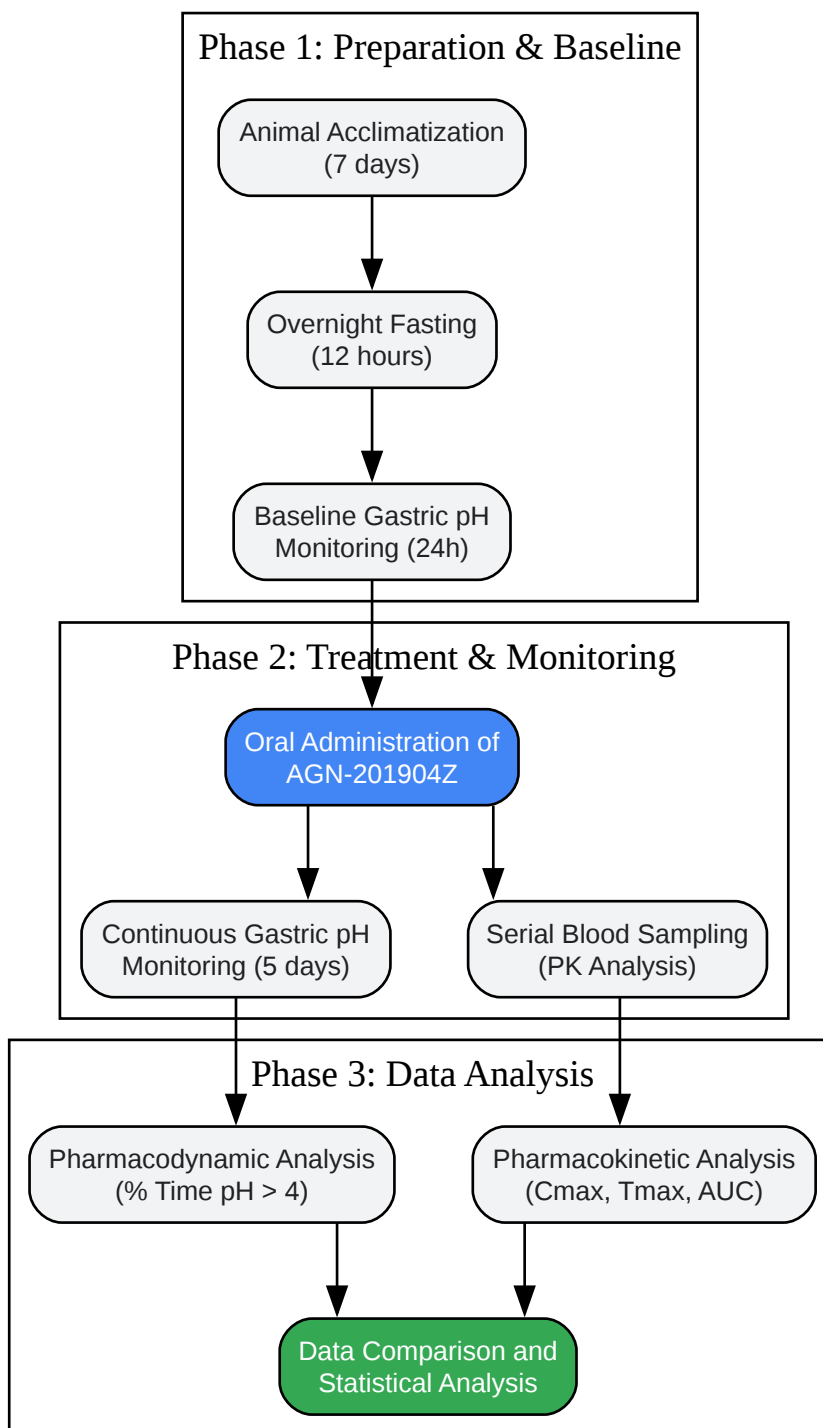 Phase 1: Preparation & Baseline
Animal Acclimatization
(7 days)
Overnight Fasting
(12 hours)
Baseline Gastric pH
Monitoring (24h)
Phase 2: Treatment & Monitoring
Oral Administration of
AGN-201904Z
Continuous Gastric pH
Monitoring (5 days)
Serial Blood Sampling
(PK Analysis)
Phase 3: Data Analysis
Pharmacodynamic Analysis
(% Time pH > 4)
Pharmacokinetic Analysis
(Cmax, Tmax, AUC)
Data Comparison and
Statistical Analysis